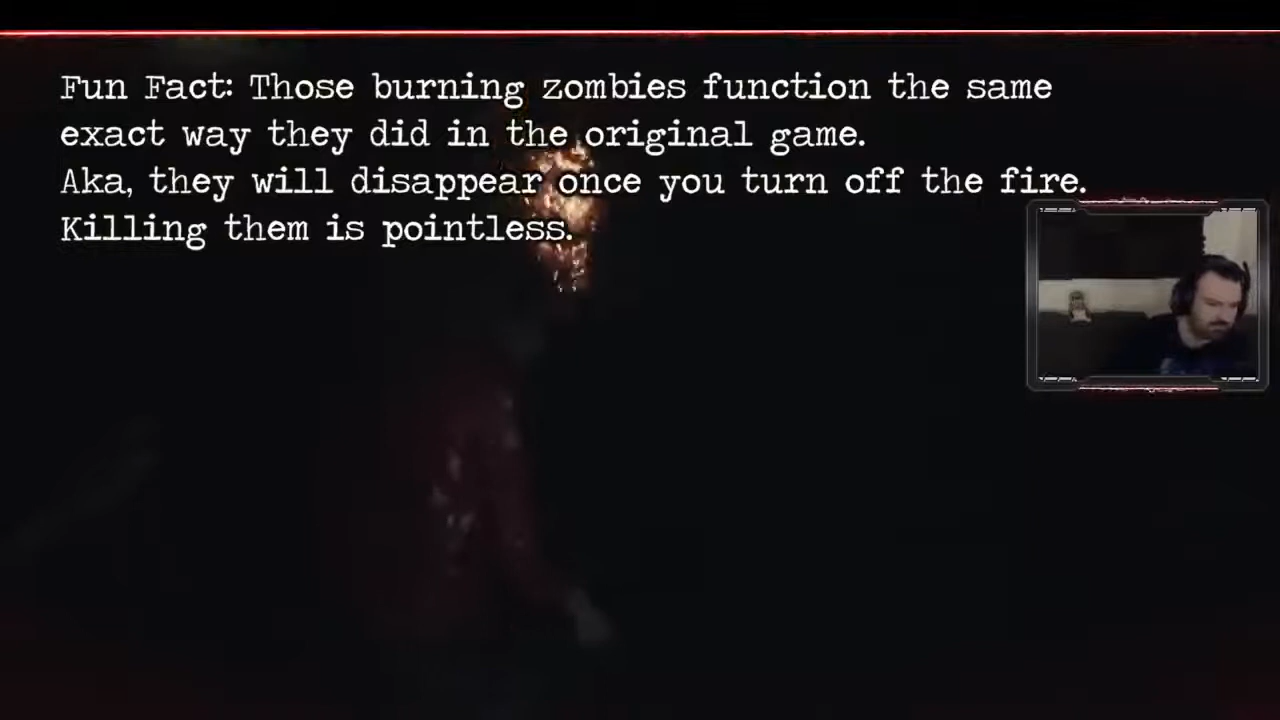 Fun Fact: Those burning zombies function the same
exact way they did in the original game.
Aka, they will disappear once you turn off the fire.
Killing them is pointless.